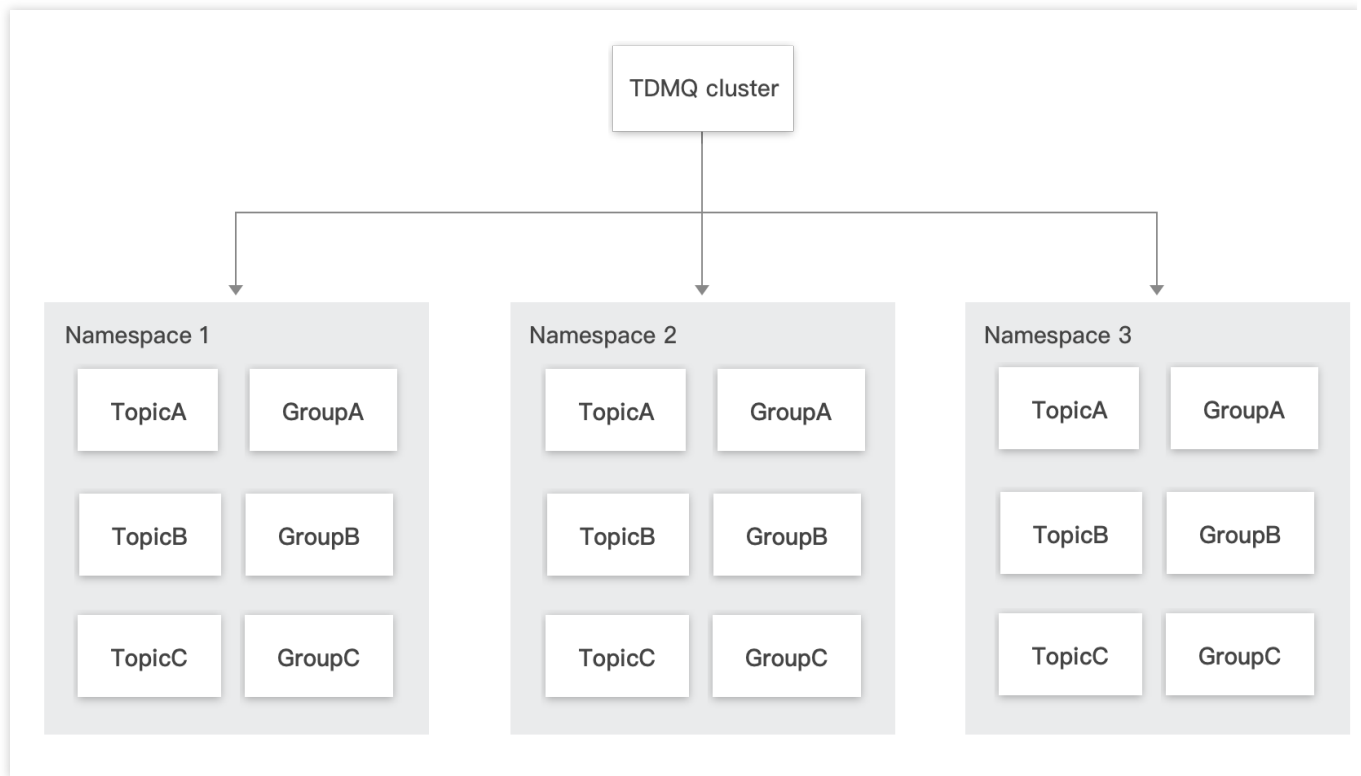 TDMQ cluster
Namespace 1
TopicA
GroupA
TopicB
GroupB
TopicC
GroupC
Namespace 2
TopicA
GroupA
TopicB
GroupB
TopicC
GroupC
Namespace 3
TopicA
GroupA
TopicB
GroupB
TopicC
GroupC